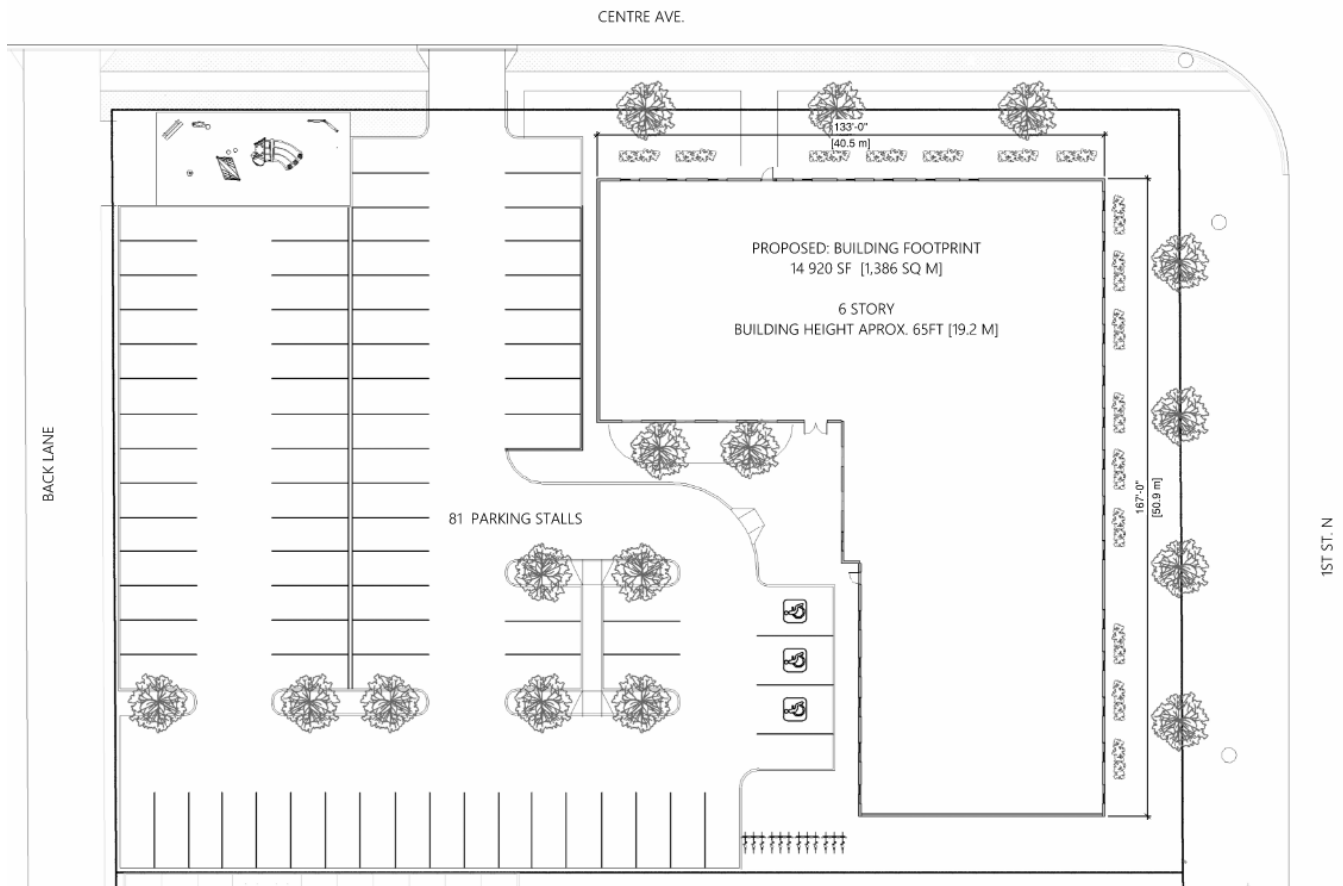 CENTRE AVE.
133'-0"
[40.5 m]
PROPOSED: BUILDING FOOTPRINT
14 920 SF [1,386 SQ M]
6 STORY
BUILDING HEIGHT APROX. 65FT [19.2 M]
BACK LANE
81 PARKING STALLS
167'-0"
[50.9 m]
1ST ST. N